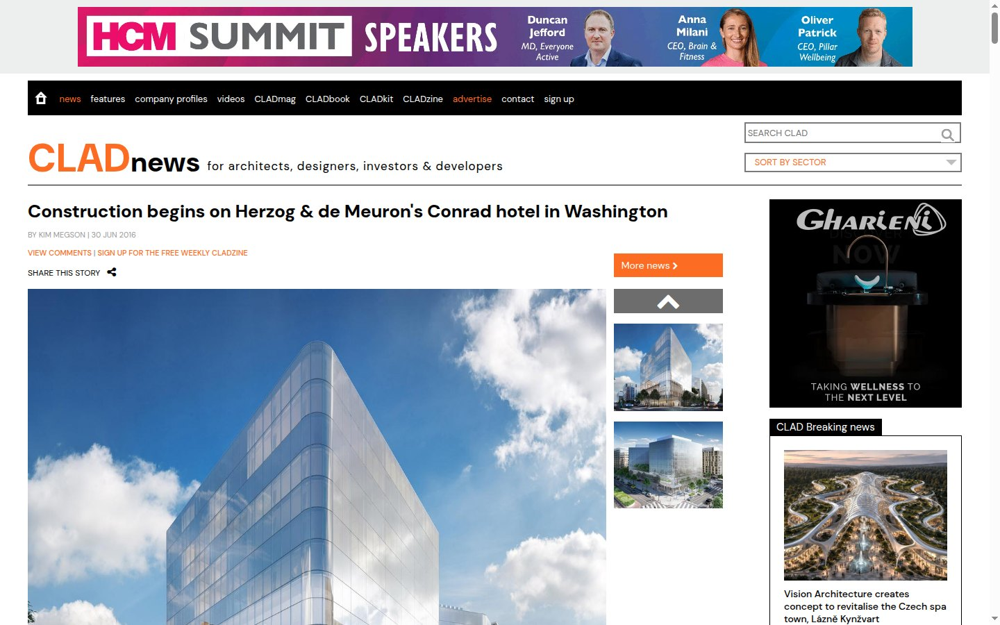 HCM SUMMIT SPEAKERS
Duncan
Jefford
MD, Everyone
Active
Anna
Milani
CEO, Brain &
Fitness
Oliver
Patrick
CEO, Pillar
Wellbeing
news features company profiles videos CLADmag CLADbook CLADkit CLADzine advertise contact sign up
SEARCH CLAD
SORT BY SECTOR
CLADnews for architects, designers, investors & developers
Construction begins on Herzog & de Meuron's Conrad hotel in Washington
BY KIM MEGSON | 30 JUN 2016
VIEW COMMENTS | SIGN UP FOR THE FREE WEEKLY CLADZINE
SHARE THIS STORY
More news
GHARIENI
DISCOVER
NOW
TAKING WELLNESS TO
THE NEXT LEVEL
CLAD Breaking news
Vision Architecture creates
concept to revitalise the Czech spa
town, Lázně Kynžvart